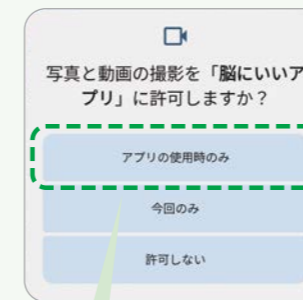 写真と動画の撮影を「脳にいいア
プリ」に許可しますか？
アプリの使用時のみ
今回のみ
許可しない